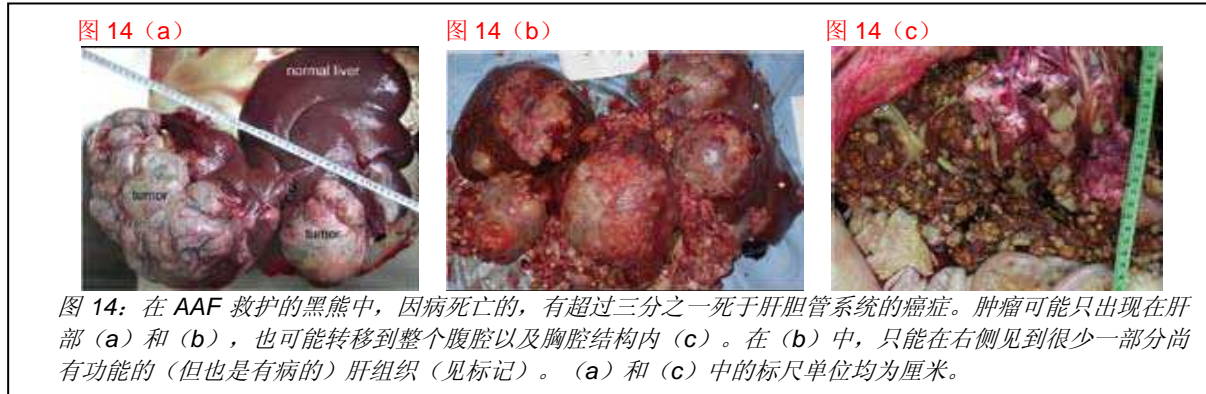 图 14（a）
图 14（b）
图 14（c）
normal liver
tumor
tumor
图 14：在 AAF 救护的黑熊中，因病死亡的，有超过三分之一死于肝胆管系统的癌症。肿瘤可能只出现在肝
部（a）和（b），也可能转移到整个腹腔以及胸腔结构内（c）。在（b）中，只能在右侧见到很少一部分尚
有功能的（但也是有病的）肝组织（见标记）。（a）和（c）中的标尺单位均为厘米。